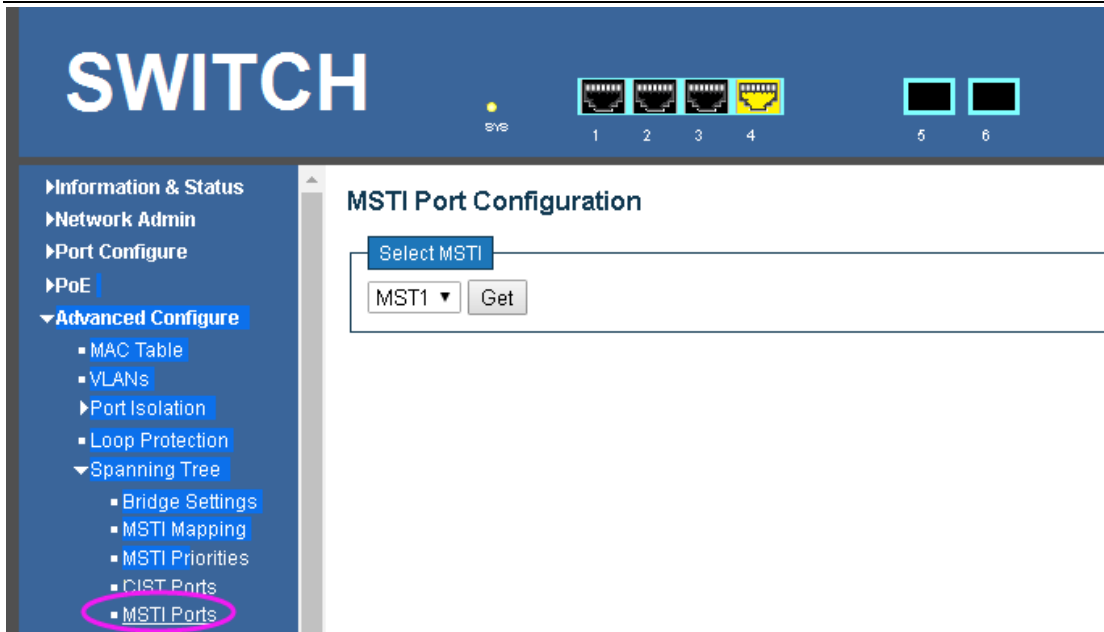 SWITCH
SYS
1 2 3 4 5 6
Information & Status
Network Admin
Port Configure
PoE
Advanced Configure
MAC Table
VLANs
Port Isolation
Loop Protection
Spanning Tree
Bridge Settings
MSTI Mapping
MSTI Priorities
CIST Ports
MSTI Ports
MSTI Port Configuration
Select MSTI
MST1 Get